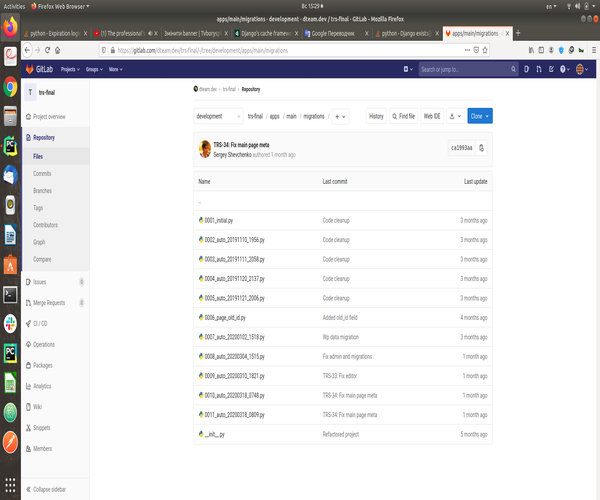 Activities Firefox Web Browser Вс 15:29 en
apps/main/migrations · development · dteam.dev / trs-final · GitLab - Mozilla Firefox
python - Expiration logo (1) The professional Змінити банер | Tvboryspil Django's cache framework Google Переводчик python - Django exists() apps/main/migrations
https://gitlab.com/dteam.dev/trs-final/-/tree/development/apps/main/migrations
GitLab Projects Groups More Search or jump to...
T trs-final
dteam.dev › trs-final › Repository
Project overview
Repository
Files
Commits
Branches
Tags
Contributors
Graph
Compare
Issues 0
Merge Requests 0
CI / CD
Operations
Packages
Analytics
Wiki
Snippets
Members
Collapse sidebar
development trs-final / apps / main / migrations / + History Find file Web IDE Clone
TRS-34: Fix main page meta
Sergey Shevchenko authored 1 month ago
ca1993aa
Name Last commit Last update
..
0001_initial.py Code cleanup 3 months ago
0002_auto_20191110_1956.py Code cleanup 3 months ago
0003_auto_20191111_2058.py Code cleanup 3 months ago
0004_auto_20191120_2137.py Code cleanup 3 months ago
0005_auto_20191121_2006.py Code cleanup 3 months ago
0006_page_old_id.py Added old_id field 3 months ago
0007_auto_20200102_1518.py Wp data migration 3 months ago
0008_auto_20200304_1515.py Fix admin and migrations 1 month ago
0009_auto_20200310_1821.py TRS-33: Fix editor 1 month ago
0010_auto_20200318_0748.py TRS-34: Fix main page meta 1 month ago
0011_auto_20200318_0809.py TRS-34: Fix main page meta 1 month ago
__init__.py Refactored project 5 months ago